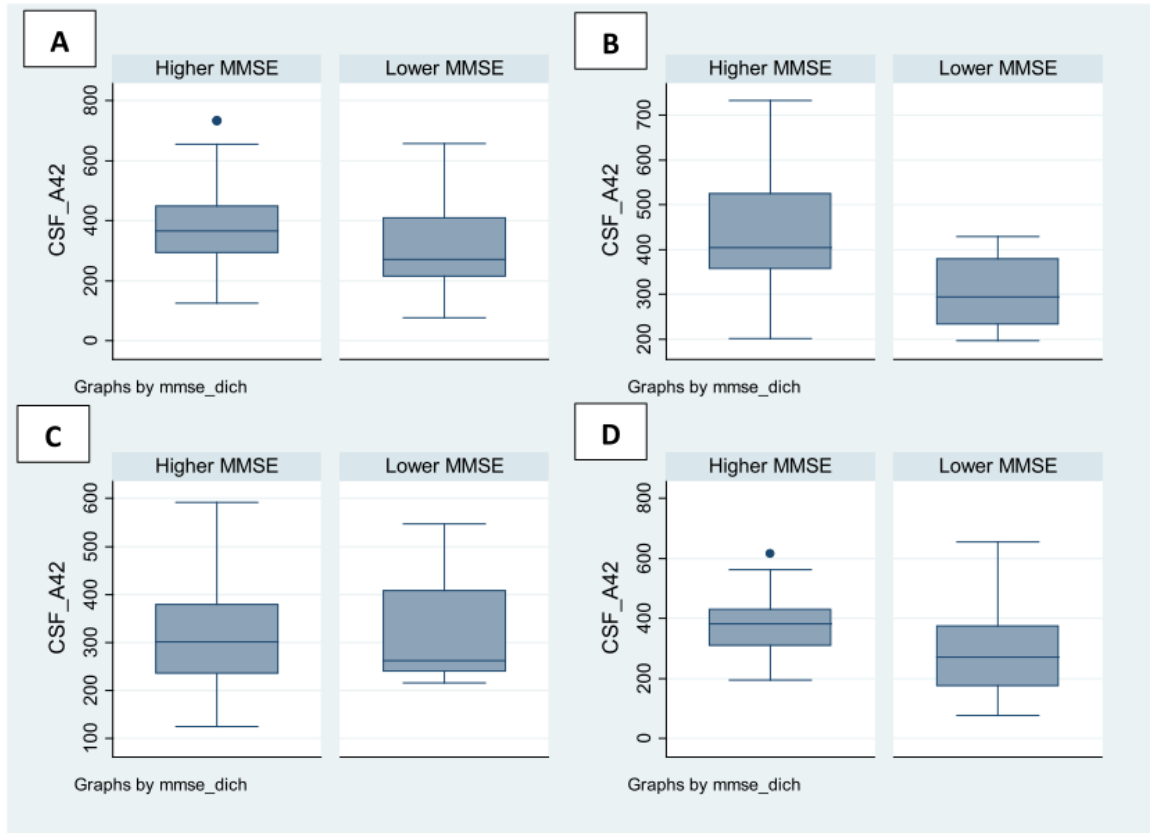 A
Higher MMSE Lower MMSE
CSF_A42
800
600
400
200
0
Graphs by mmse_dich
B
Higher MMSE Lower MMSE
CSF_A42
700
600
500
400
300
200
Graphs by mmse_dich
C
Higher MMSE Lower MMSE
CSF_A42
600
500
400
300
200
100
Graphs by mmse_dich
D
Higher MMSE Lower MMSE
CSF_A42
800
600
400
200
0
Graphs by mmse_dich